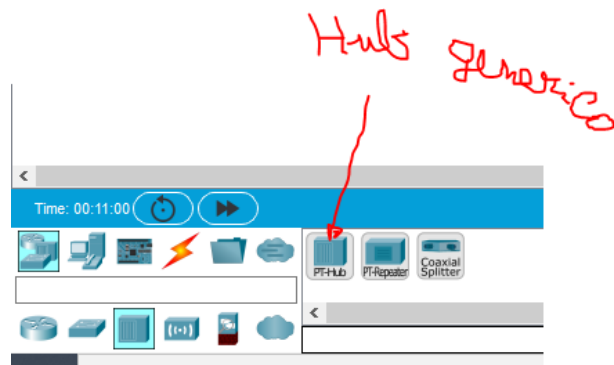 Hub generico
Time: 00:11:00
PT-Hub PT-Repeater Coaxial
Splitter